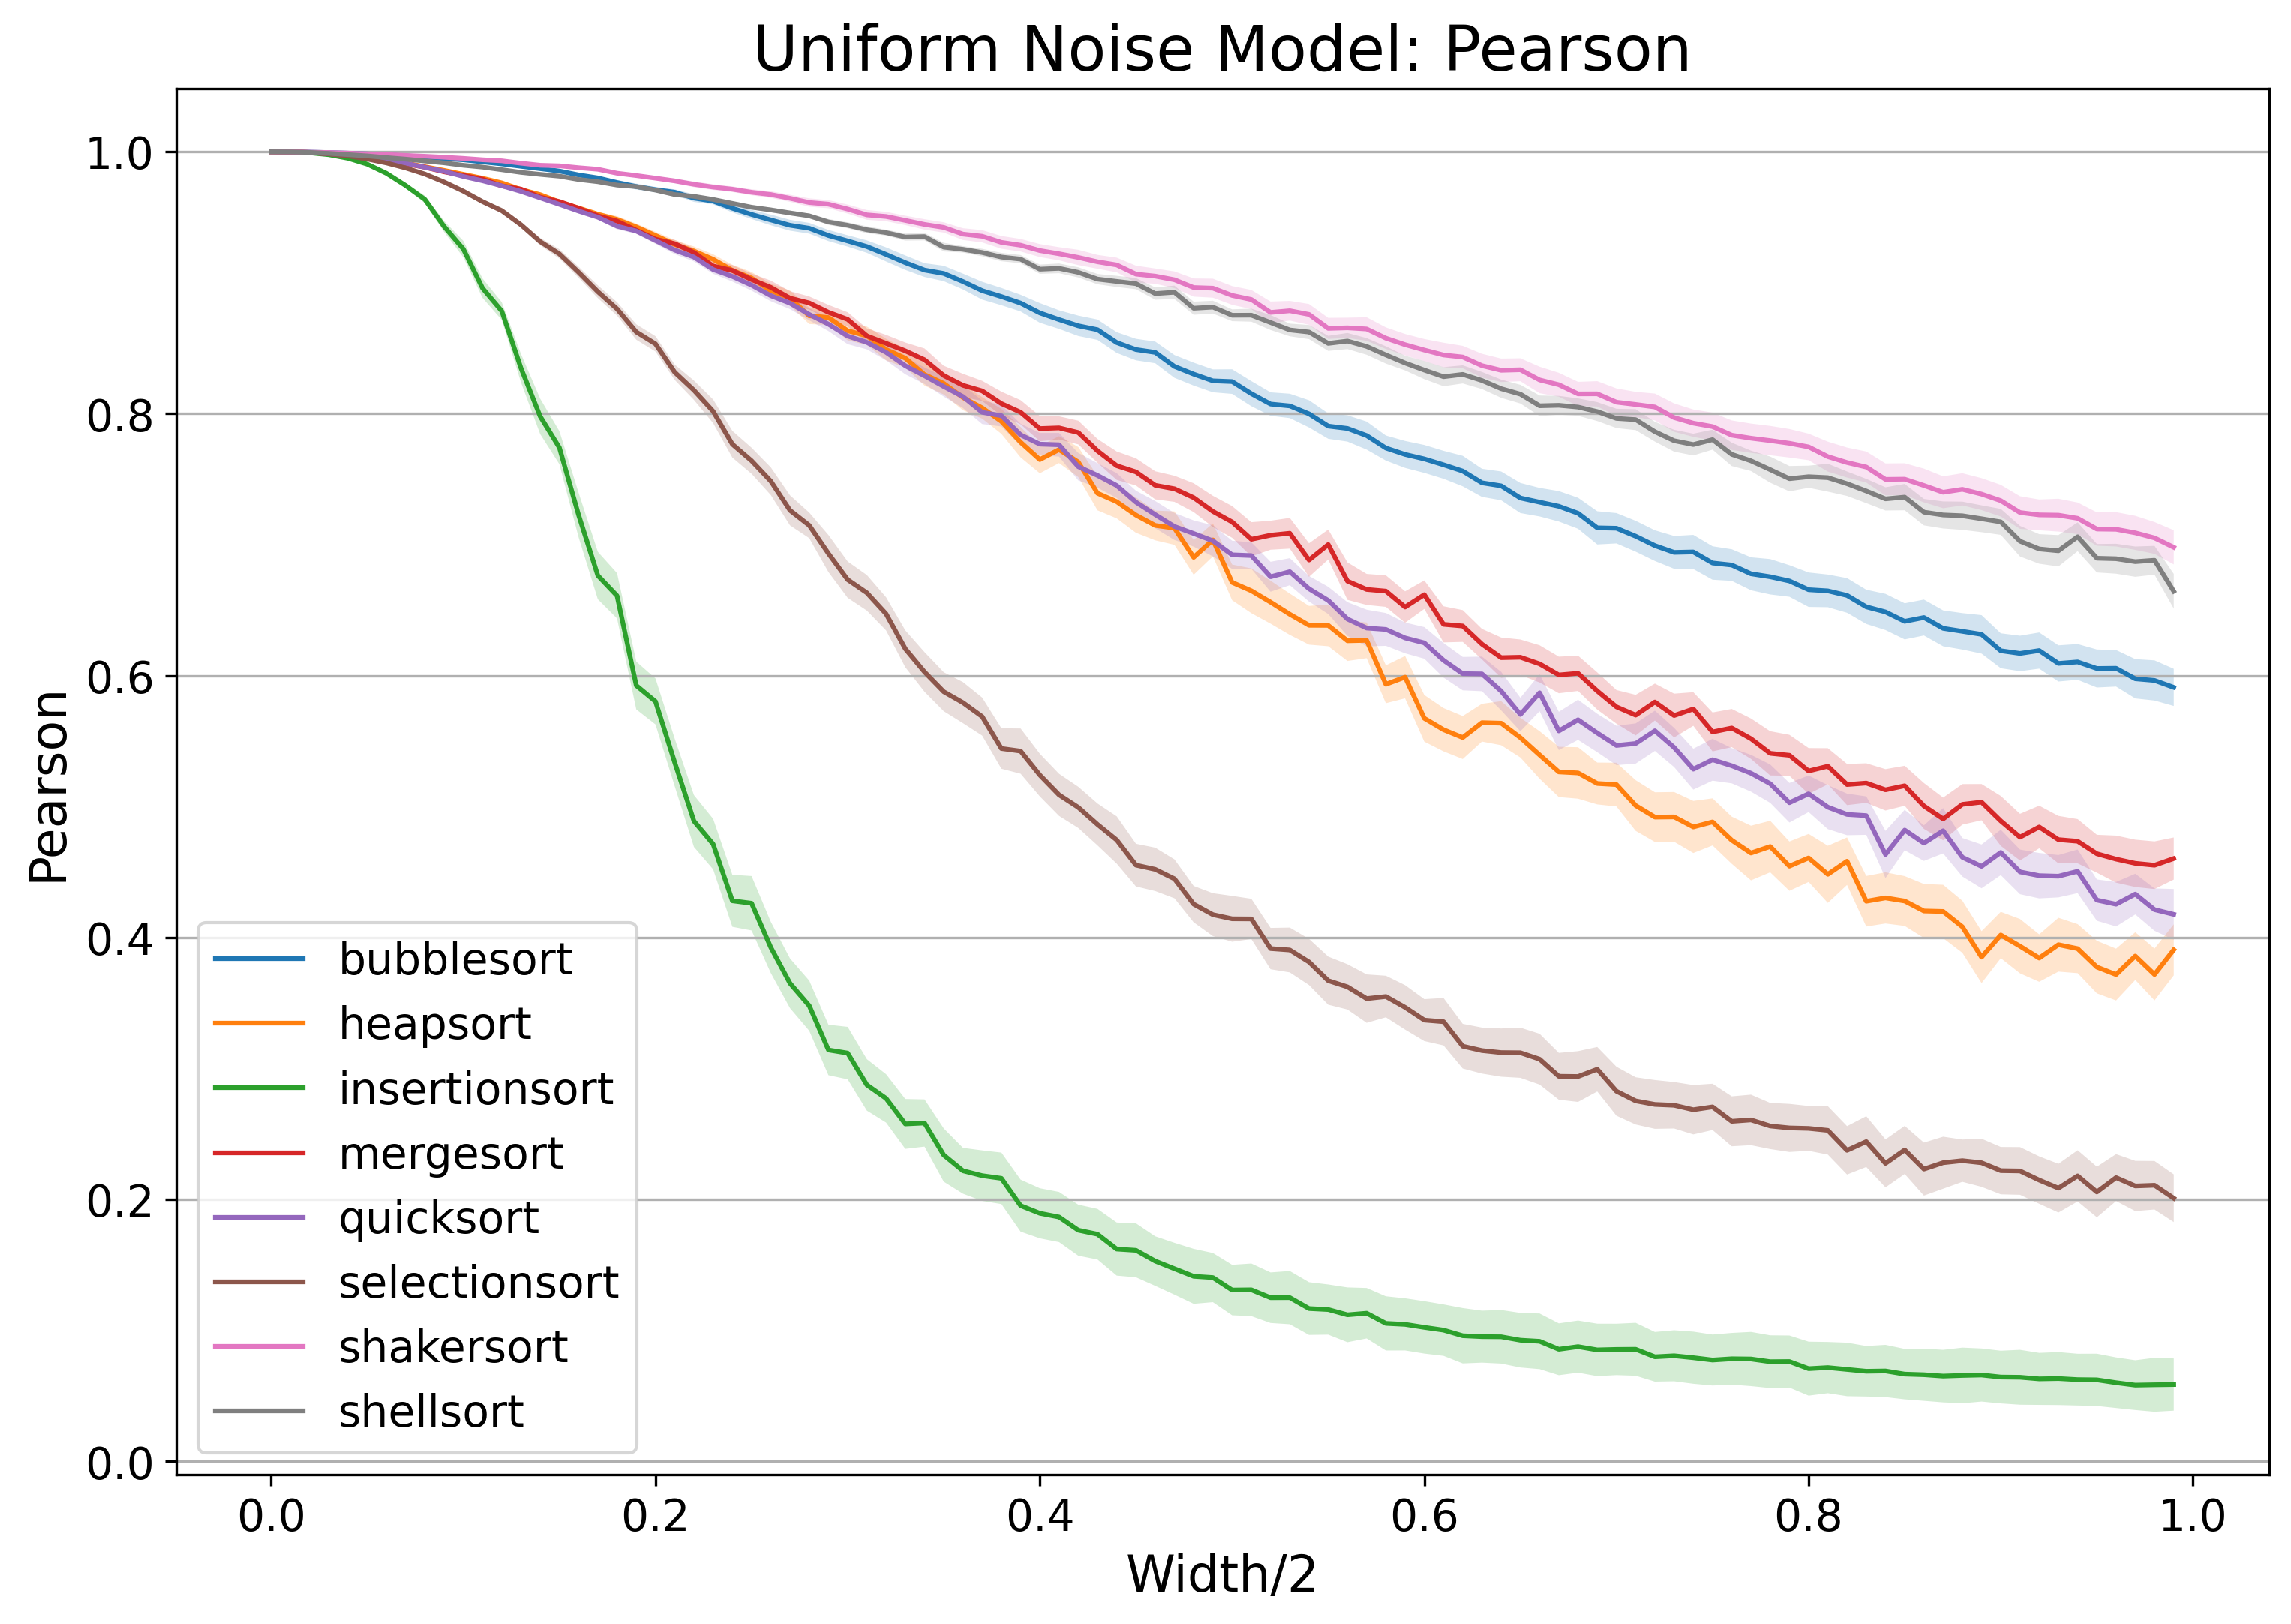 Uniform Noise Model: Pearson
Pearson
1.0
0.8
0.6
0.4
0.2
0.0
bubblesort
heapsort
insertionsort
mergesort
quicksort
selectionsort
shakersort
shellsort
0.0 0.2 0.4 0.6 0.8 1.0
Width/2